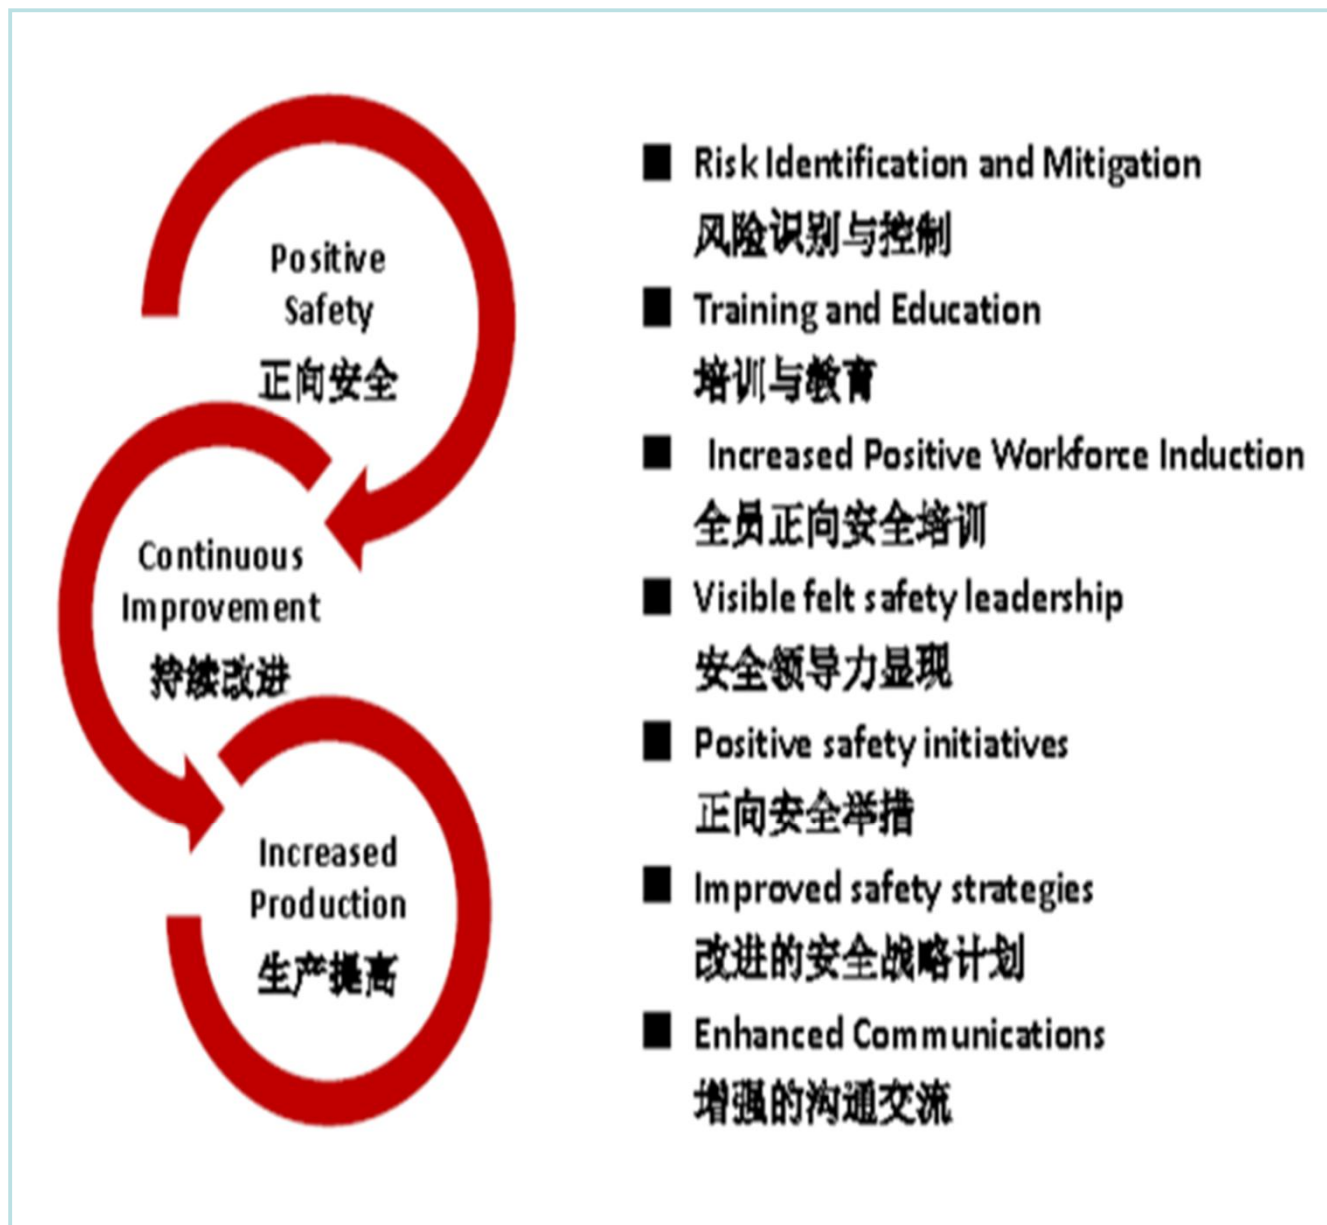 Positive
Safety
正向安全
Continuous
Improvement
持续改进
Increased
Production
生产提高
Risk Identification and Mitigation
风险识别与控制
Training and Education
培训与教育
Increased Positive Workforce Induction
全员正向安全培训
Visible felt safety leadership
安全领导力显现
Positive safety initiatives
正向安全举措
Improved safety strategies
改进的安全战略计划
Enhanced Communications
增强的沟通交流